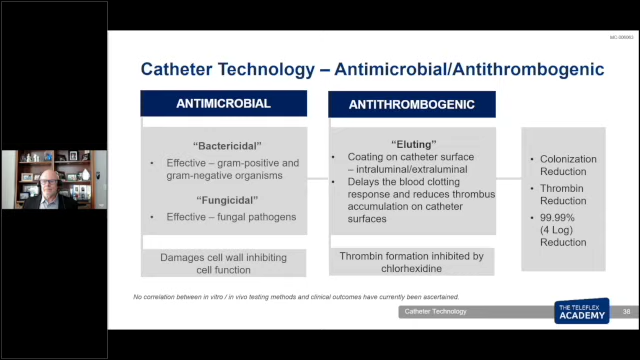 MC-006983
Catheter Technology – Antimicrobial/Antithrombogenic
ANTIMICROBIAL
“Bactericidal”
• Effective – gram-positive and
gram-negative organisms
“Fungicidal”
• Effective – fungal pathogens
Damages cell wall inhibiting
cell function
ANTITHROMBOGENIC
“Eluting”
• Coating on catheter surface
– intraluminal/extraluminal
• Delays the blood clotting
response and reduces thrombus
accumulation on catheter
surfaces
Thrombin formation inhibited by
chlorhexidine
• Colonization
Reduction
• Thrombin
Reduction
• 99.99%
(4 Log)
Reduction
No correlation between in vitro / in vivo testing methods and clinical outcomes have currently been ascertained.
Catheter Technology
THE TELEFLEX
ACADEMY
36